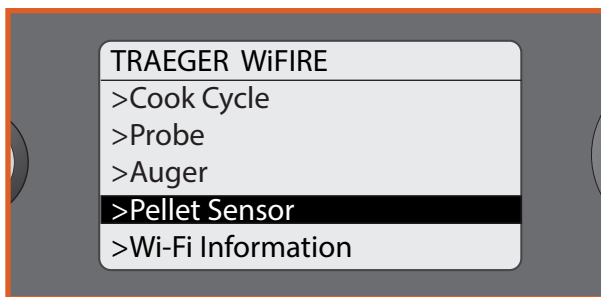 TRAEGER WiFIRE
>Cook Cycle
>Probe
>Auger
>Pellet Sensor
>Wi-Fi Information